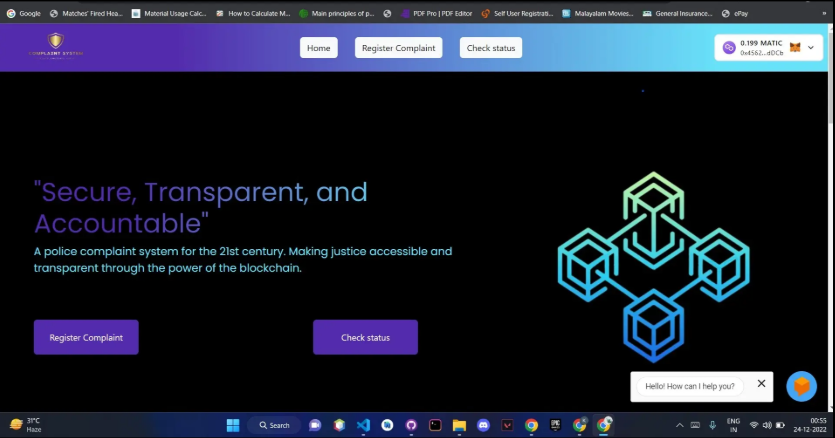 Google
Matches' Fired Hea...
Material Usage Calc...
How to Calculate M...
Main principles of p...
PDF Pro | PDF Editor
Self User Registrati...
Malayalam Movies...
General Insurance...
ePay
»
COMPLAINT SYSTEM
Home
Register Complaint
Check status
0.199 MATIC
0x4562...dDCb
"Secure, Transparent, and
Accountable"
A police complaint system for the 21st century. Making justice accessible and
transparent through the power of the blockchain.
Register Complaint
Check status
Hello! How can I help you?
31°C
Haze
Search
ENG
IN
00:55
24-12-2022